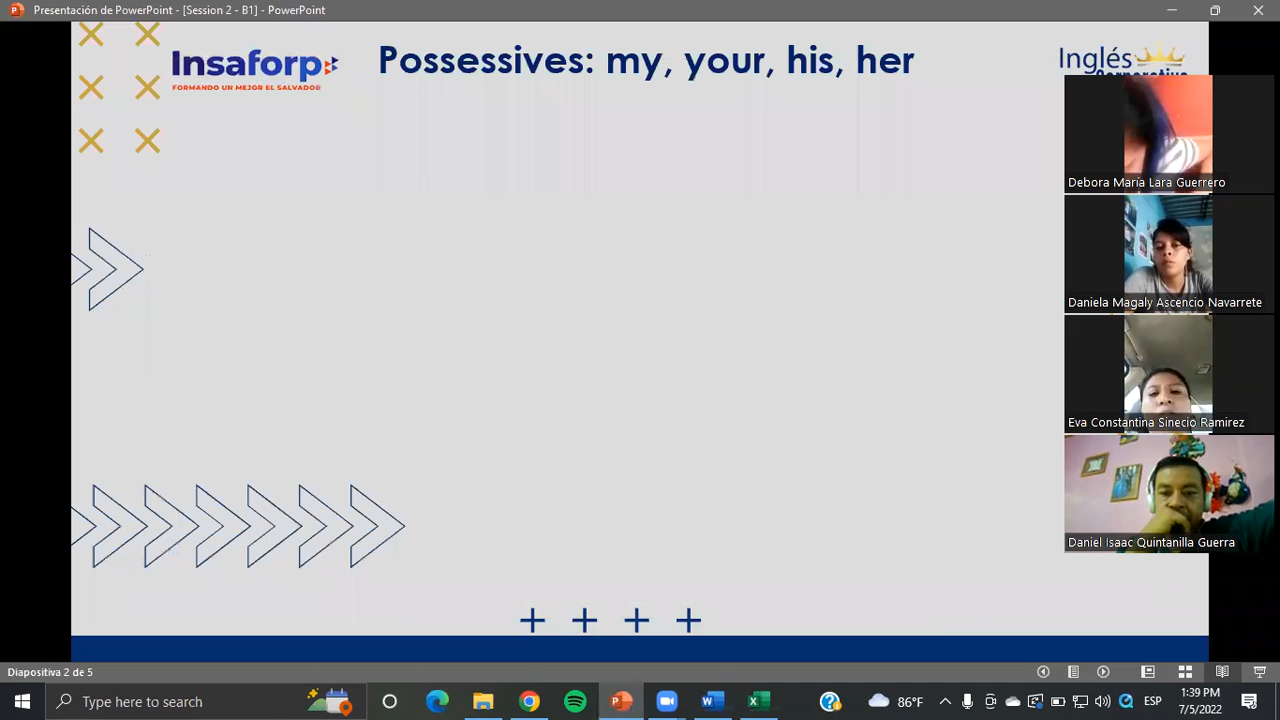 Presentación de PowerPoint - [Session 2 - B1] - PowerPoint
Insaforp
FORMANDO UN MEJOR EL SALVADOR
Possessives: my, your, his, her
Inglés
Corporativo
Debora María Lara Guerrero
Daniela Magaly Ascencio Navarrete
Eva Constantina Sinecio Ramirez
Daniel Isaac Quintanilla Guerra
Diapositiva 2 de 5
Type here to search
86°F
ESP
1:39 PM
7/5/2022